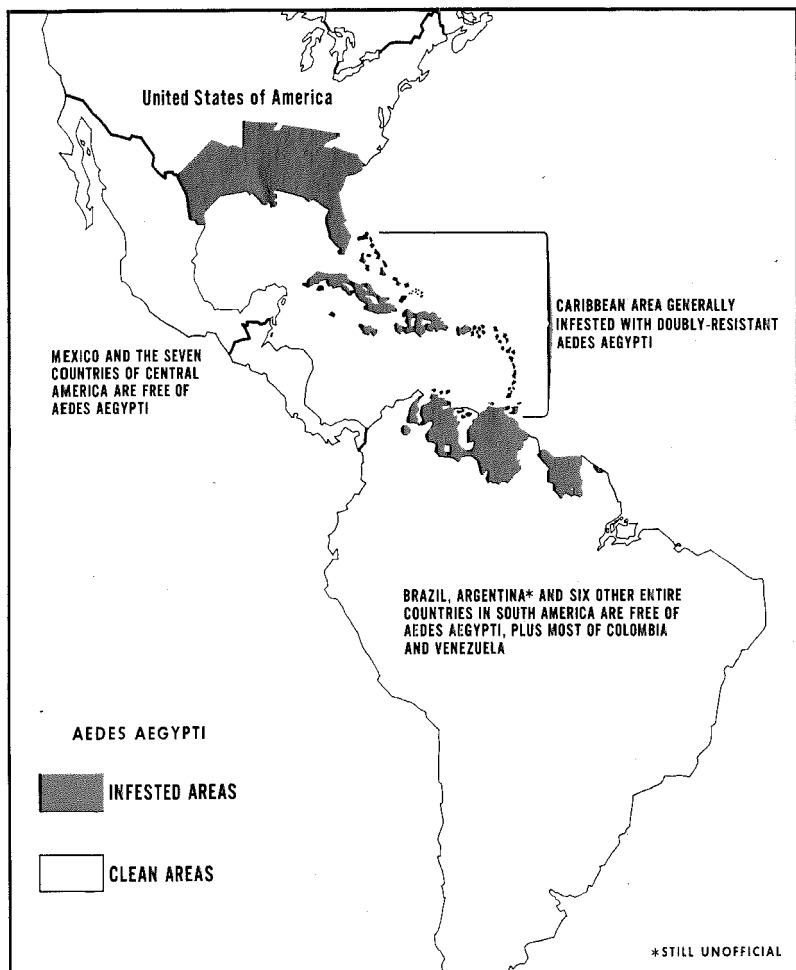 United States of America
CARIBBEAN AREA GENERALLY
INFESTED WITH DOUBLY-RESISTANT
AEDES AEGYPTI
MEXICO AND THE SEVEN
COUNTRIES OF CENTRAL
AMERICA ARE FREE OF
AEDES AEGYPTI
BRAZIL, ARGENTINA* AND SIX OTHER ENTIRE
COUNTRIES IN SOUTH AMERICA ARE FREE OF
AEDES AEGYPTI, PLUS MOST OF COLOMBIA
AND VENEZUELA
AEDES AEGYPTI
INFESTED AREAS
CLEAN AREAS
*STILL UNOFFICIAL